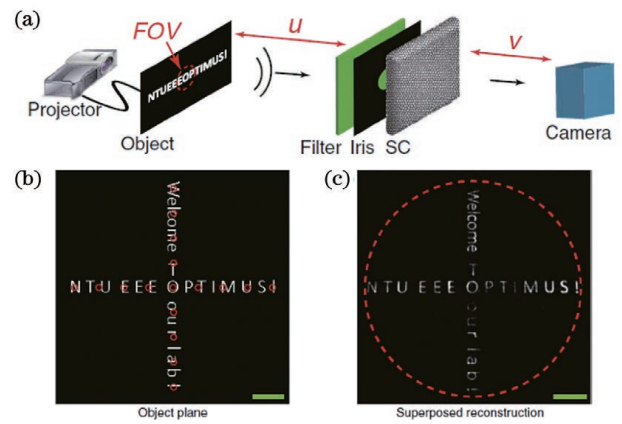 (a)
FOV
u
v
NTUEEEOPTIMUS!
Projector
Object
Filter Iris SC
Camera
(b)
(c)
Welcome To our lab!
NTU EEE OPTIMUS!
Welcome To our lab!
NTU EEE OPTIMUS!
Object plane
Superposed reconstruction